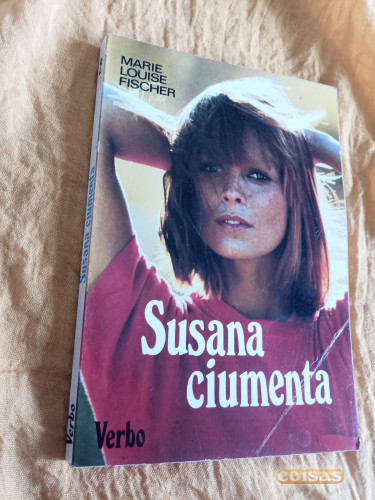 MARIE
LOUISE
FISCHER
Susana
ciumenta
Verbo
Susana ciumenta
Verbo
coisas